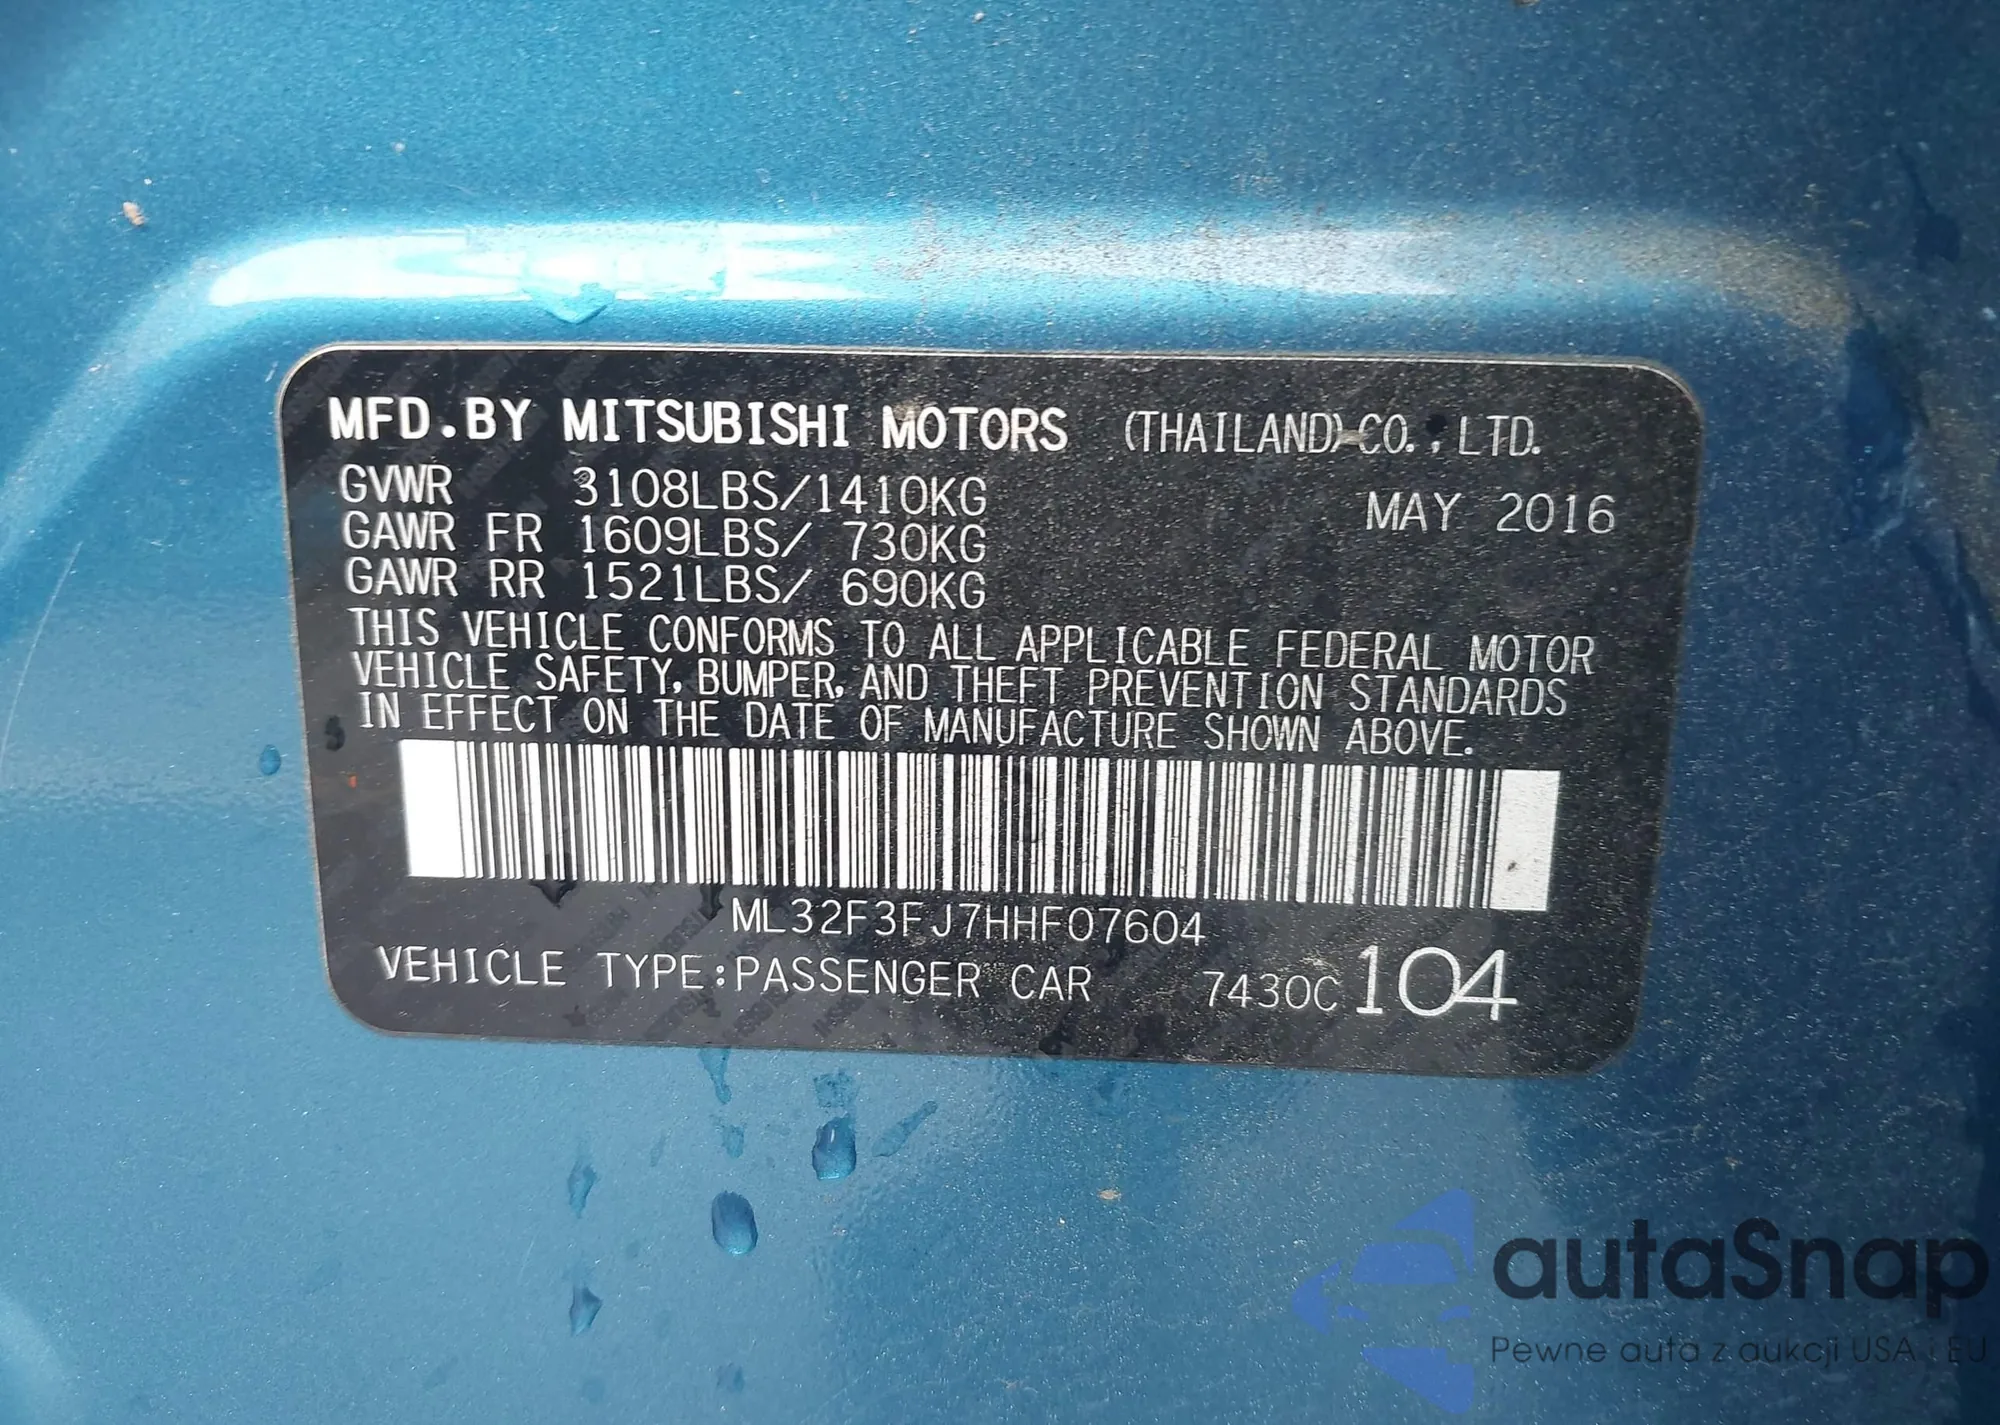 MFD.BY MITSUBISHI MOTORS (THAILAND) CO.,LTD.
GVWR 3108LBS/1410KG MAY 2016
GAWR FR 1609LBS/ 730KG
GAWR RR 1521LBS/ 690KG
THIS VEHICLE CONFORMS TO ALL APPLICABLE FEDERAL MOTOR
VEHICLE SAFETY, BUMPER, AND THEFT PREVENTION STANDARDS
IN EFFECT ON THE DATE OF MANUFACTURE SHOWN ABOVE.
ML32F3FJ7HHF07604
VEHICLE TYPE:PASSENGER CAR 7430C 104
autaSnap
Pewne auta z aukcji USA i EU